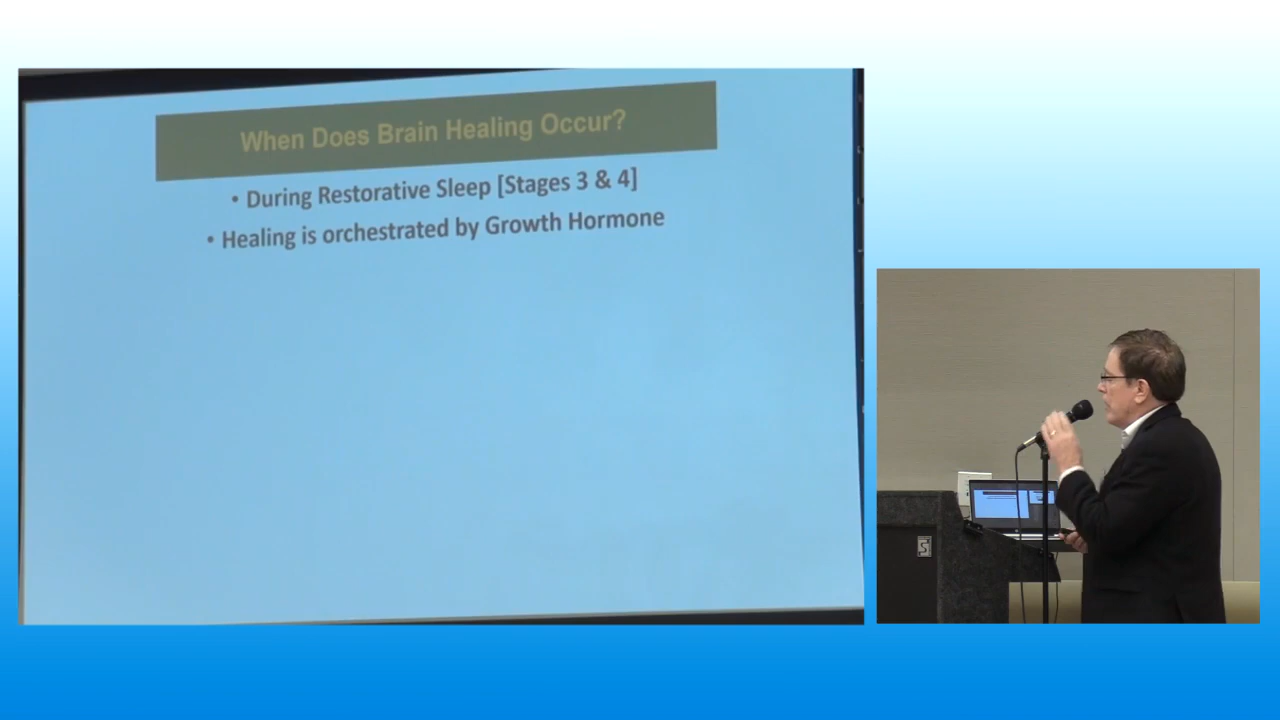 When Does Brain Healing Occur?
• During Restorative Sleep [Stages 3 & 4]
• Healing is orchestrated by Growth Hormone